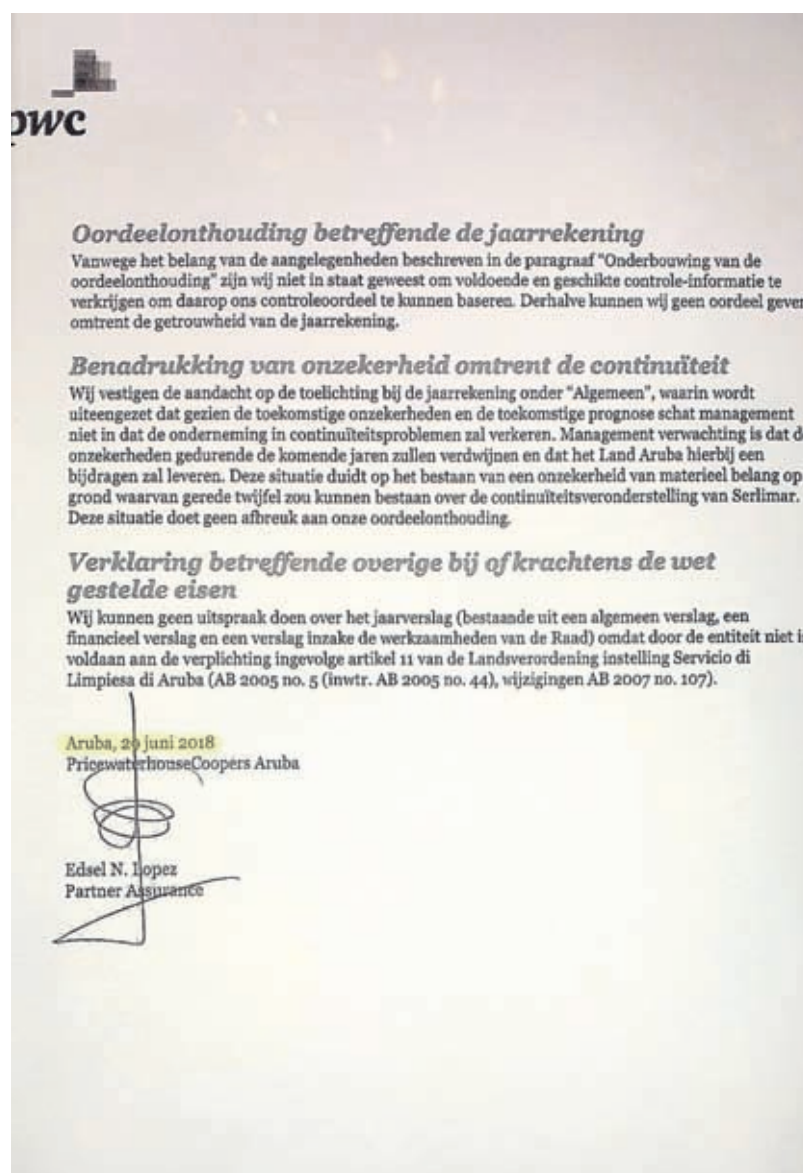 pwc
Oordeelonthouding betreffende de jaarrekening
Vanwege het belang van de aangelegenheden beschreven in de paragraaf "Onderbouwing van de
oordeelonthouding" zijn wij niet in staat geweest om voldoende en geschikte controle-informatie te
verkrijgen om daarop ons controleoordeel te kunnen baseren. Derhalve kunnen wij geen oordeel geven
omtrent de getrouwheid van de jaarrekening.
Benadrukking van onzekerheid omtrent de continuïteit
Wij vestigen de aandacht op de toelichting bij de jaarrekening onder "Algemeen", waarin wordt
uiteengezet dat gezien de toekomstige onzekerheden en de toekomstige prognose schat management
niet in dat de onderneming in continuïteitsproblemen zal verkeren. Management verwachting is dat d
onzekerheden gedurende de komende jaren zullen verdwijnen en dat het Land Aruba hierbij een
bijdragen zal leveren. Deze situatie duidt op het bestaan van een onzekerheid van materieel belang op
grond waarvan gerede twijfel zou kunnen bestaan over de continuïteitsveronderstelling van Serlimar.
Deze situatie doet geen afbreuk aan onze oordeelonthouding.
Verklaring betreffende overige bij of krachtens de wet
gestelde eisen
Wij kunnen geen uitspraak doen over het jaarverslag (bestaande uit een algemeen verslag, een
financieel verslag en een verslag inzake de werkzaamheden van de Raad) omdat door de entiteit niet is
voldaan aan de verplichting ingevolge artikel 11 van de Landsverordening instelling Servicio di
Limpiesa di Aruba (AB 2005 no. 5 (inwtr. AB 2005 no. 44), wijzigingen AB 2007 no. 107).
Aruba, 29 juni 2018
PricewaterhouseCoopers Aruba
Edsel N. Lopez
Partner Assurance